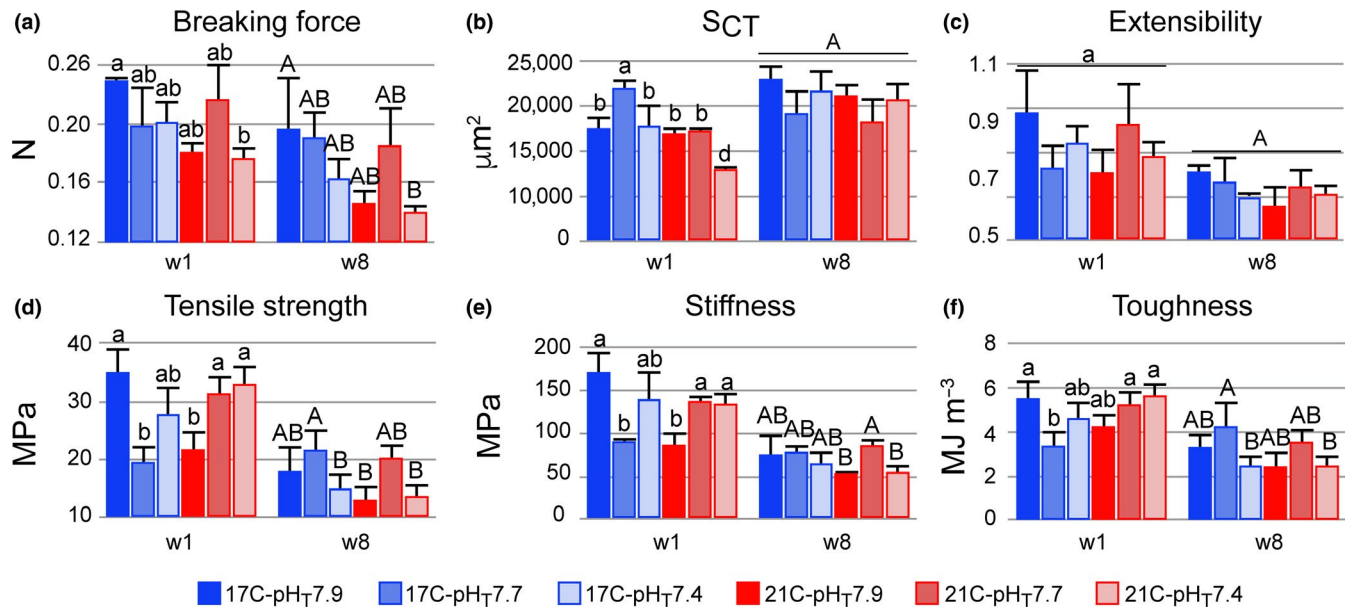 (a) Breaking force
N
0.26
0.20
0.16
0.12
a ab ab ab ab b
A AB AB AB AB B
w1 w8
(b) SCT
μm²
25,000
20,000
15,000
10,000
0
b a b b b d
A
w1 w8
(c) Extensibility
1.1
0.9
0.7
0.5
a
A
w1 w8
(d) Tensile strength
MPa
40
30
20
10
a b ab b a a
AB A B B AB B
w1 w8
(e) Stiffness
MPa
200
150
100
50
0
a b ab b a a
AB AB AB B A B
w1 w8
(f) Toughness
MJ m⁻³
8
6
4
2
0
a b ab ab a a
AB A B AB AB B
w1 w8
17C-pHT7.9 17C-pHT7.7 17C-pHT7.4 21C-pHT7.9 21C-pHT7.7 21C-pHT7.4